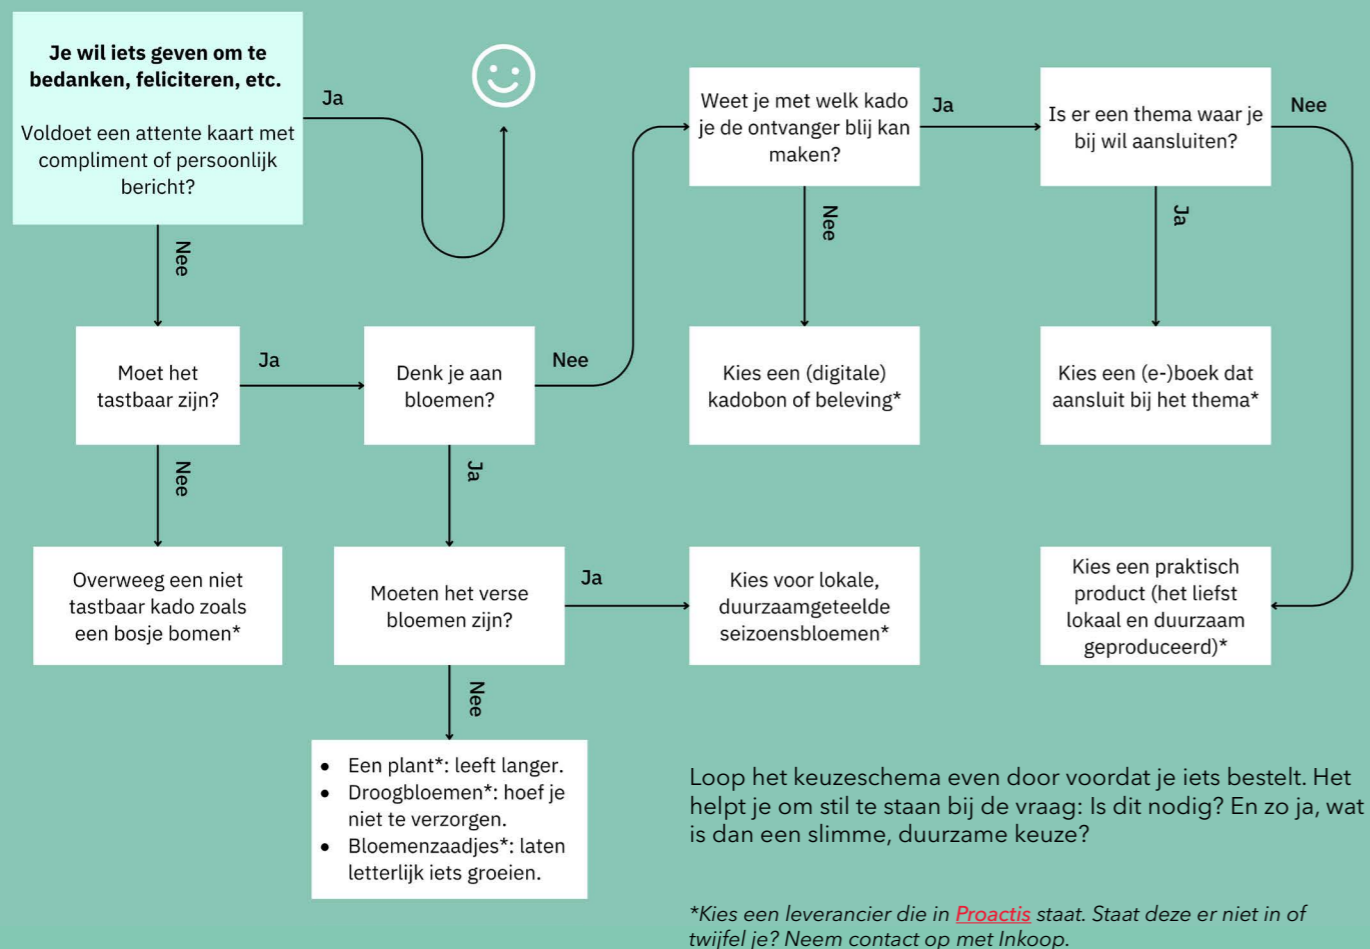 Je wil iets geven om te
bedanken, feliciteren, etc.
Voldoet een attente kaart met
compliment of persoonlijk
bericht?
Ja
Nee
Moet het
tastbaar zijn?
Ja
Nee
Overweeg een niet
tastbaar kado zoals
een bosje bomen*
Denk je aan
bloemen?
Nee
Ja
Moeten het verse
bloemen zijn?
Ja
Nee
Kies voor lokale,
duurzaamgeteelde
seizoensbloemen*
• Een plant*: leeft langer.
• Droogbloemen*: hoef je
niet te verzorgen.
• Bloemenzaadjes*: laten
letterlijk iets groeien.
Weet je met welk kado
je de ontvanger blij kan
maken?
Ja
Nee
Kies een (digitale)
kadobon of beleving*
Is er een thema waar je
bij wil aansluiten?
Nee
Ja
Kies een (e-)boek dat
aansluit bij het thema*
Kies een praktisch
product (het liefst
lokaal en duurzaam
geproduceerd)*
Loop het keuzeschema even door voordat je iets bestelt. Het
helpt je om stil te staan bij de vraag: Is dit nodig? En zo ja, wat
is dan een slimme, duurzame keuze?
*Kies een leverancier die in Proactis staat. Staat deze er niet in of
twijfel je? Neem contact op met Inkoop.